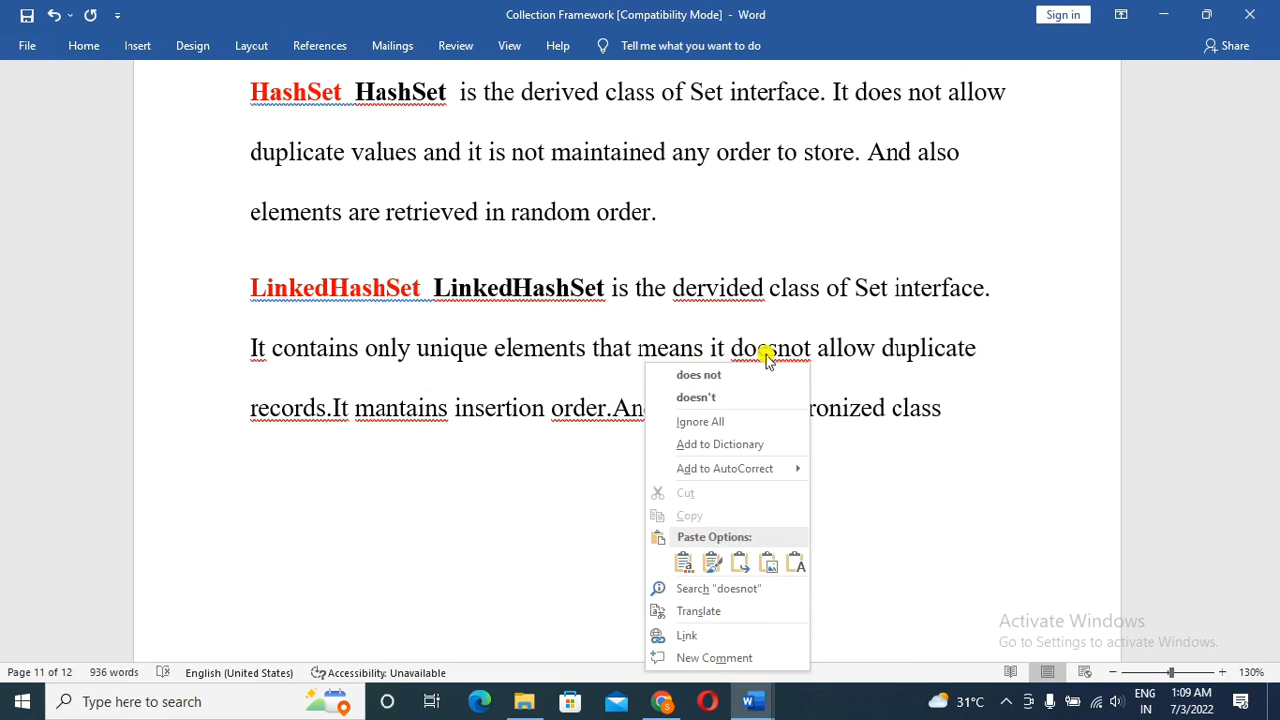 Collection Framework [Compatibility Mode] - Word
Sign in
File Home Insert Design Layout References Mailings Review View Help Tell me what you want to do Share
HashSet HashSet is the derived class of Set interface. It does not allow
duplicate values and it is not maintained any order to store. And also
elements are retrieved in random order.
LinkedHashSet LinkedHashSet is the dervided class of Set interface.
It contains only unique elements that means it doesnot allow duplicate
records.It mantains insertion order.An ronized class
does not
doesn't
Ignore All
Add to Dictionary
Add to AutoCorrect
Cut
Copy
Paste Options:
Search "doesnot"
Translate
Link
New Comment
Activate Windows
Go to Settings to activate Windows.
Page 11 of 12 936 words English (United States) Accessibility: Unavailable 130%
Type here to search
31°C
ENG
IN
1:09 AM
7/3/2022